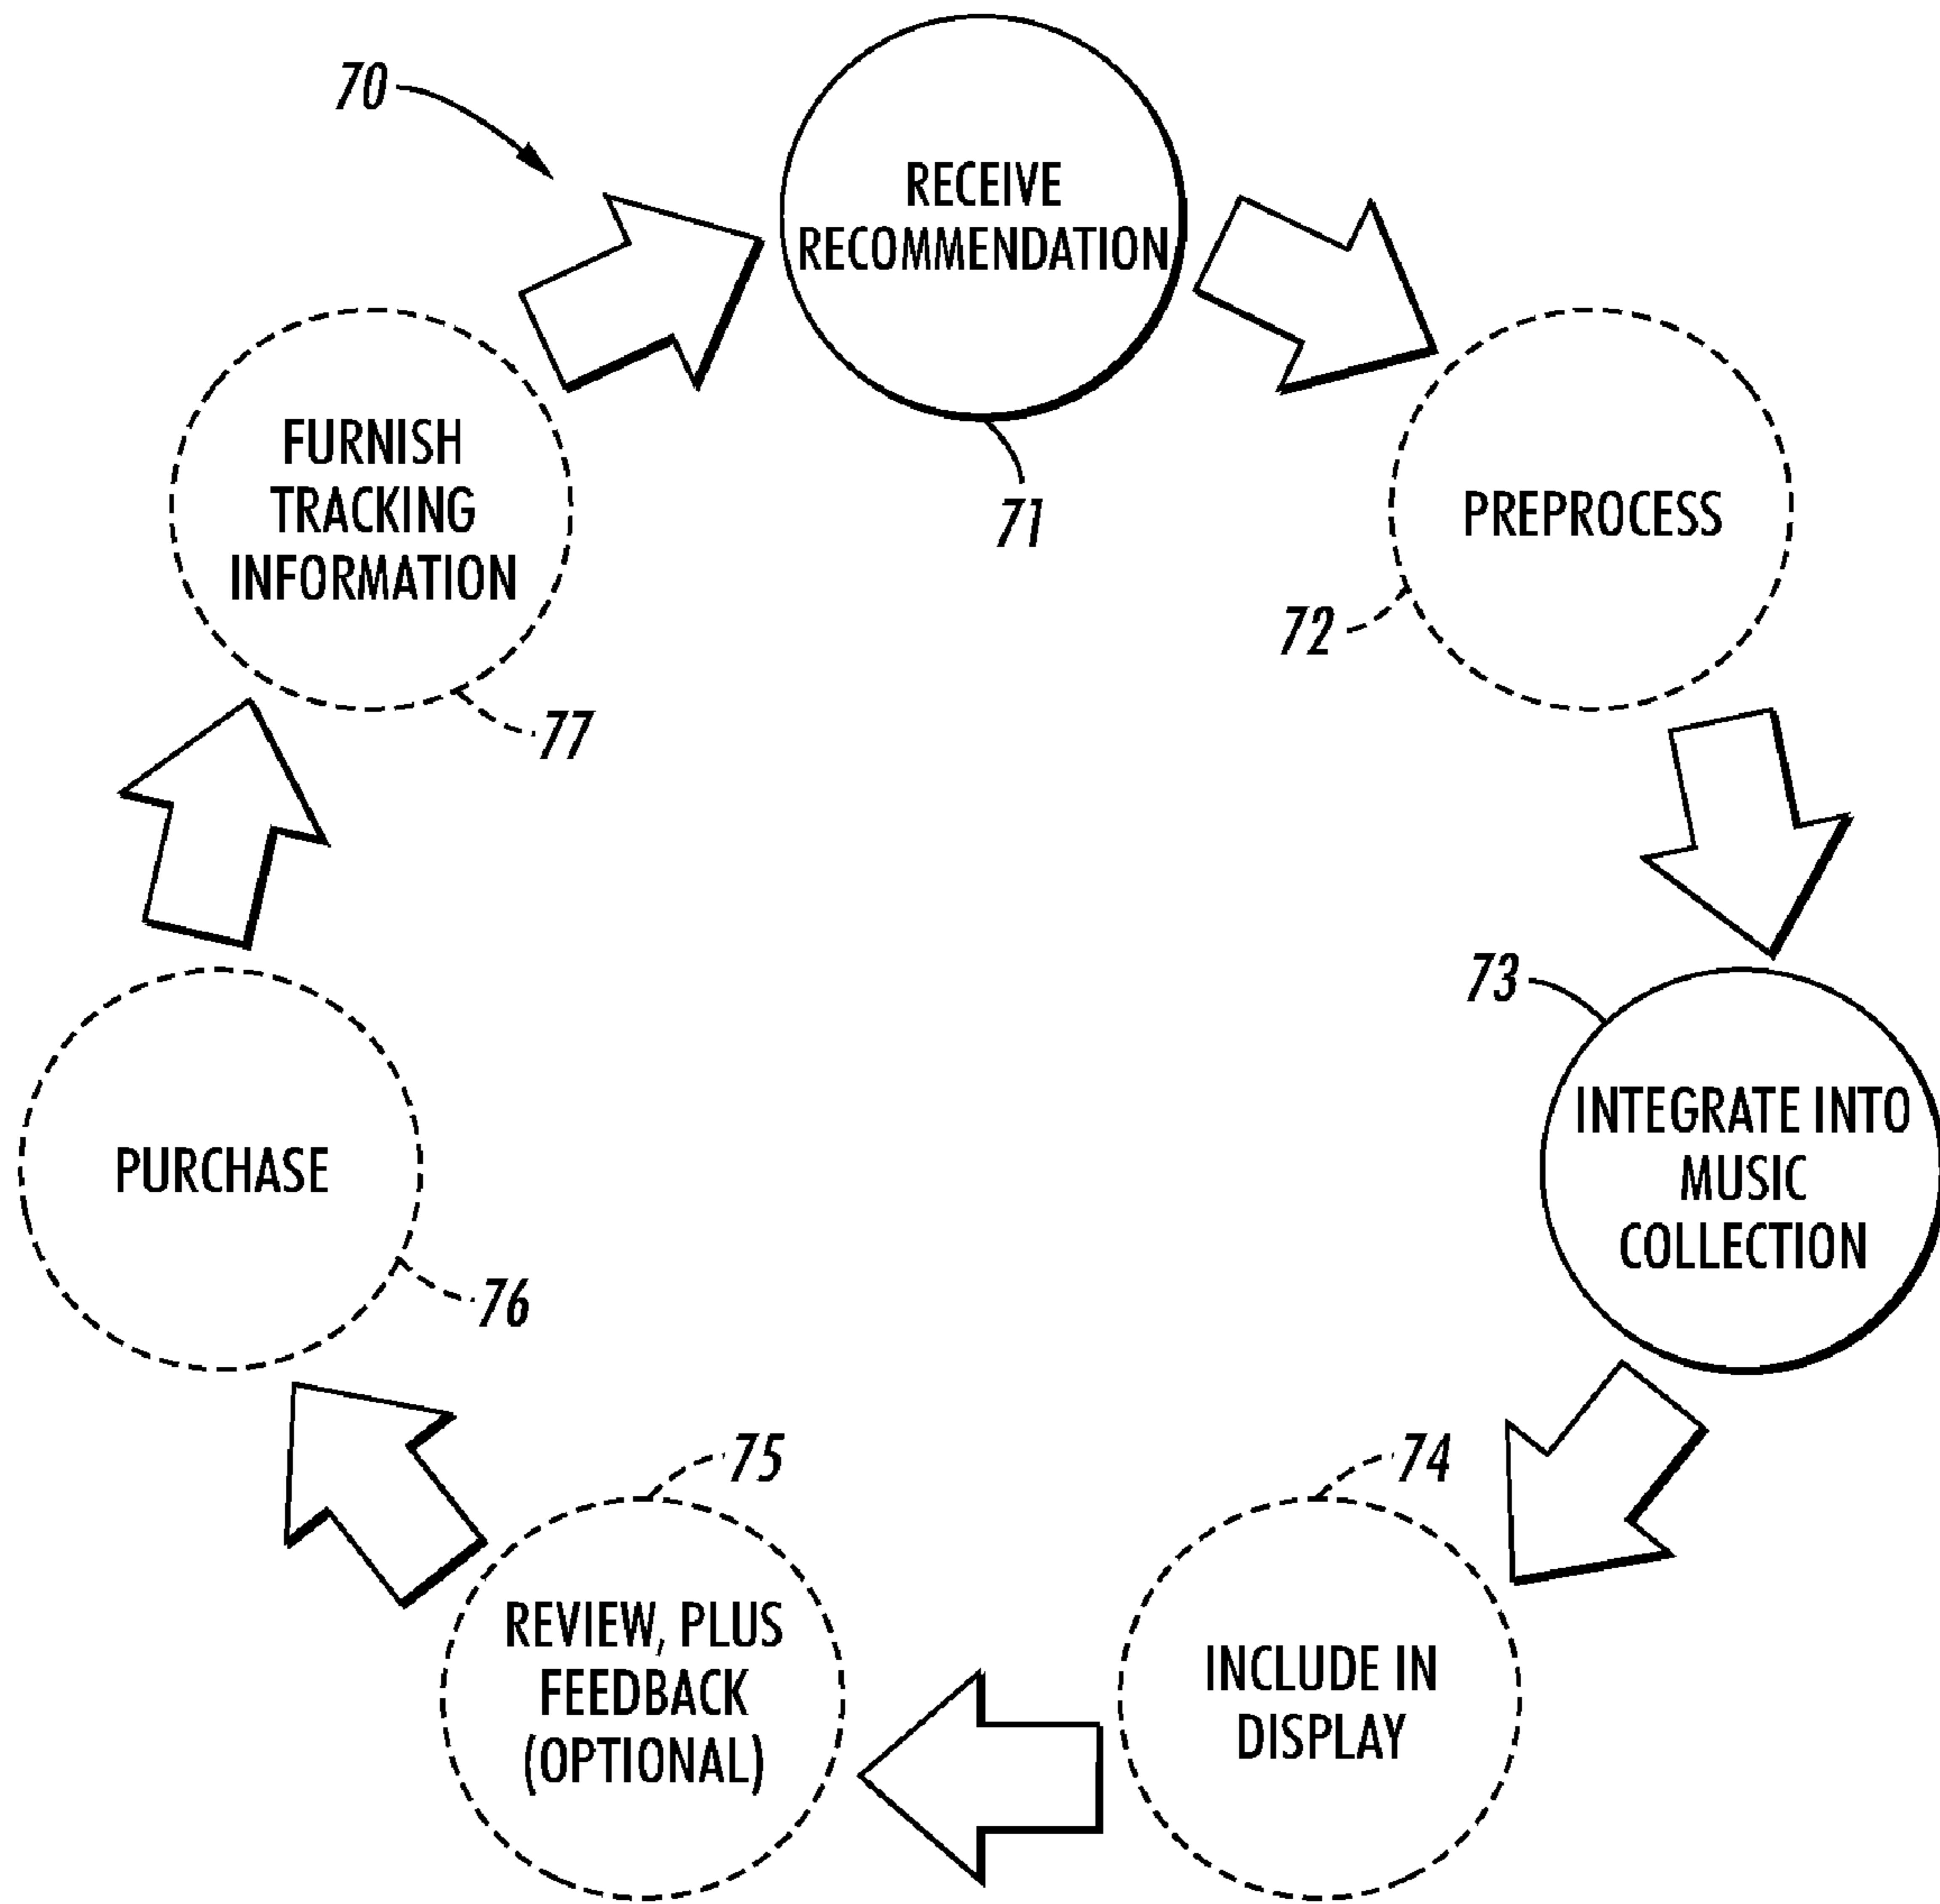 70
RECEIVE
RECOMMENDATION
71
PREPROCESS
72
73
INTEGRATE INTO
MUSIC
COLLECTION
74
INCLUDE IN
DISPLAY
75
REVIEW, PLUS
FEEDBACK
(OPTIONAL)
PURCHASE
76
FURNISH
TRACKING
INFORMATION
77